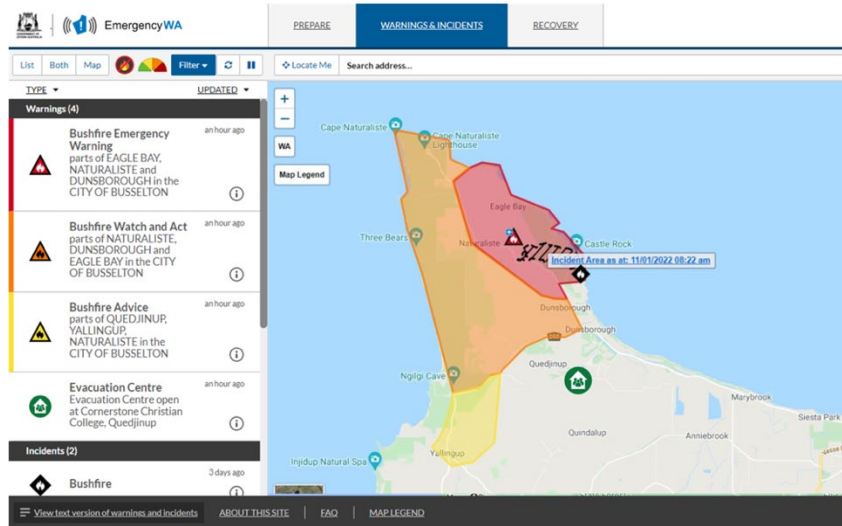 EmergencyWA
PREPARE
WARNINGS & INCIDENTS
RECOVERY
List
Both
Map
Filter
Locate Me
Search address...
TYPE
UPDATED
Warnings (4)
Bushfire Emergency
Warning
an hour ago
parts of EAGLE BAY,
NATURALISTE and
DUNSBOROUGH in the
CITY OF BUSSELTON
Bushfire Watch and Act
an hour ago
parts of NATURALISTE,
DUNSBOROUGH and
EAGLE BAY in the CITY
OF BUSSELTON
Bushfire Advice
an hour ago
parts of QUEDJINUP,
YALLINGUP,
NATURALISTE in the
CITY OF BUSSELTON
Evacuation Centre
an hour ago
Evacuation Centre open
at Cornerstone Christian
College, Quedjinup
Incidents (2)
Bushfire
3 days ago
WA
Map Legend
Cape Naturaliste
Cape Naturaliste
Lighthouse
Eagle Bay
Three Bears
Naturaliste
Castle Rock
Incident Area as at: 11/01/2022 08:22 am
Dunsborough
Dunsborough
Quedjinup
Ngilgi Cave
Marybrook
Siesta Park
Quindalup
Anniebrook
Yallingup
Injidup Natural Spa
View text version of warnings and incidents
ABOUT THIS SITE
FAQ
MAP LEGEND